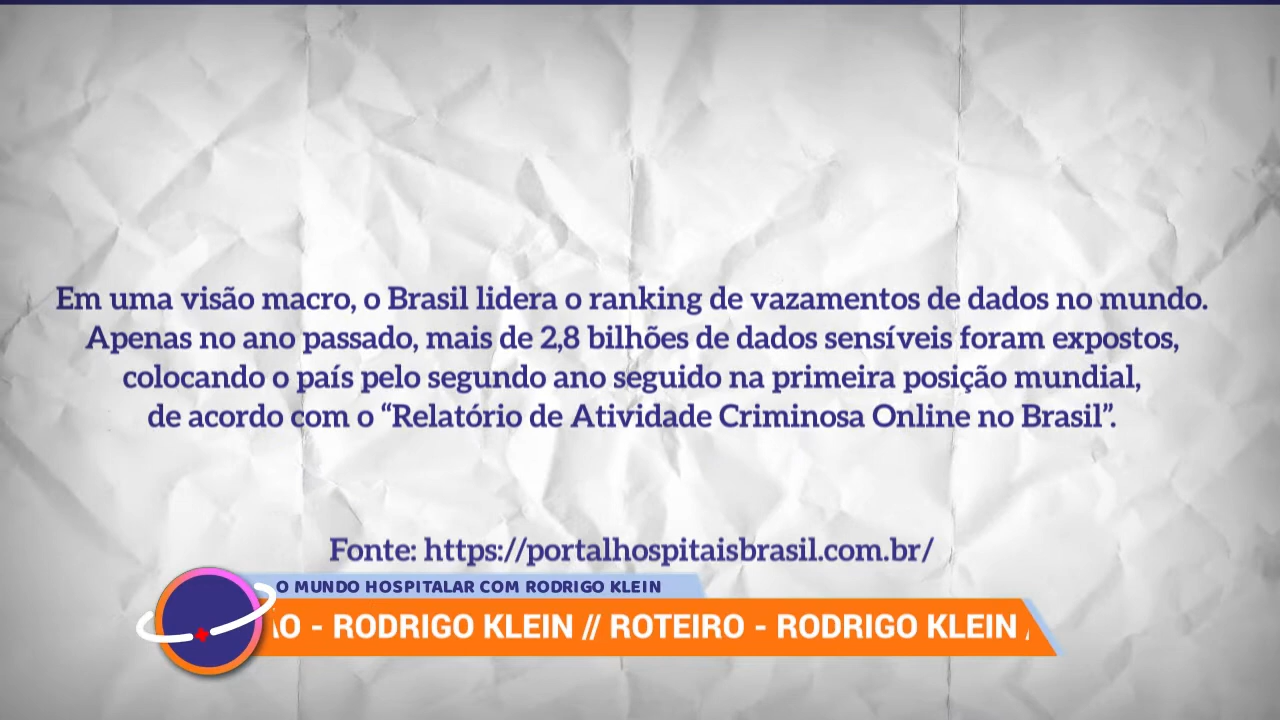 Em uma visão macro, o Brasil lidera o ranking de vazamentos de dados no mundo.
Apenas no ano passado, mais de 2,8 bilhões de dados sensíveis foram expostos,
colocando o país pelo segundo ano seguido na primeira posição mundial,
de acordo com o “Relatório de Atividade Criminosa Online no Brasil”.
Fonte: https://portalhospitaisbrasil.com.br/
O MUNDO HOSPITALAR COM RODRIGO KLEIN
ÃO - RODRIGO KLEIN // ROTEIRO - RODRIGO KLEIN /